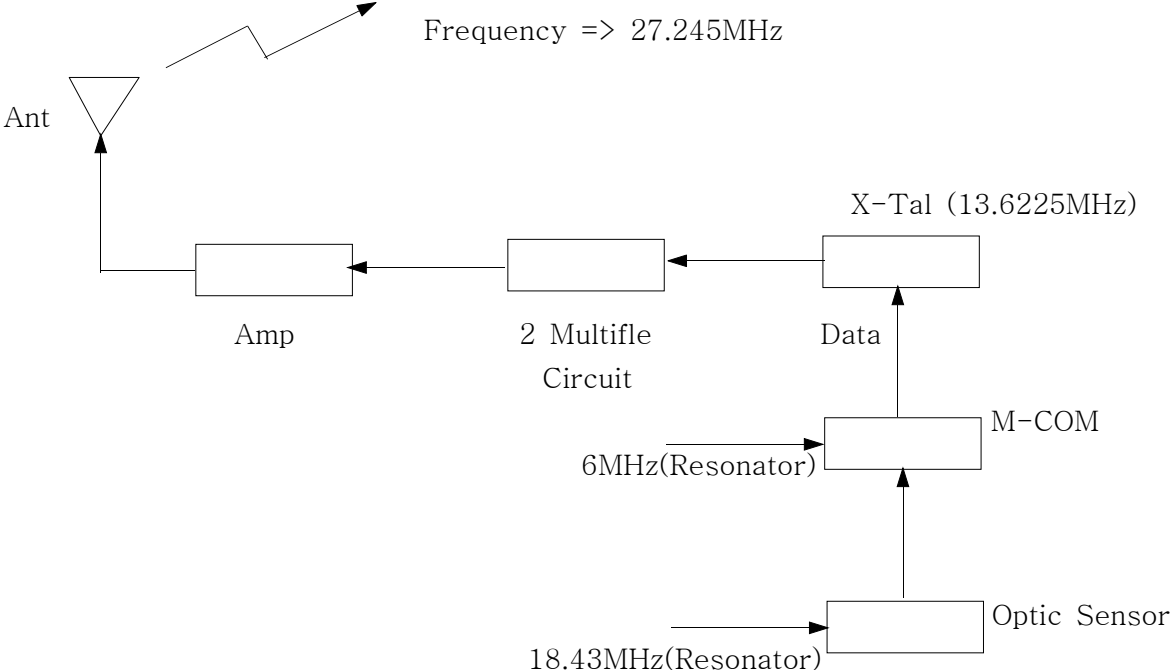 Frequency => 27.245MHz
Ant
X-Tal (13.6225MHz)
Amp
2 Multifle
Circuit
Data
M-COM
6MHz(Resonator)
Optic Sensor
18.43MHz(Resonator)